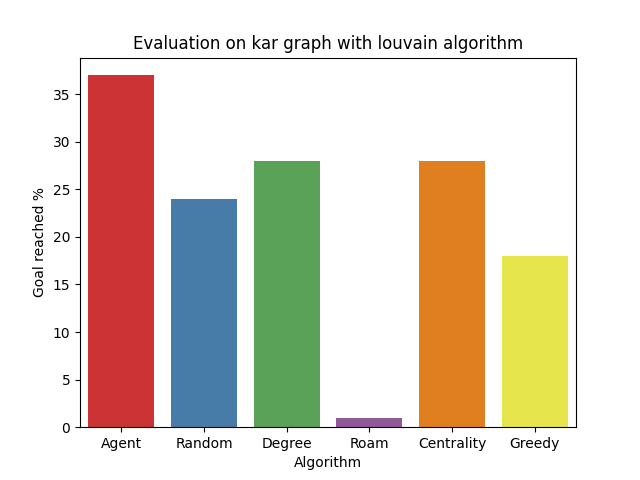 Evaluation on kar graph with louvain algorithm
Goal reached %
35
30
25
20
15
10
5
0
Agent Random Degree Roam Centrality Greedy
Algorithm